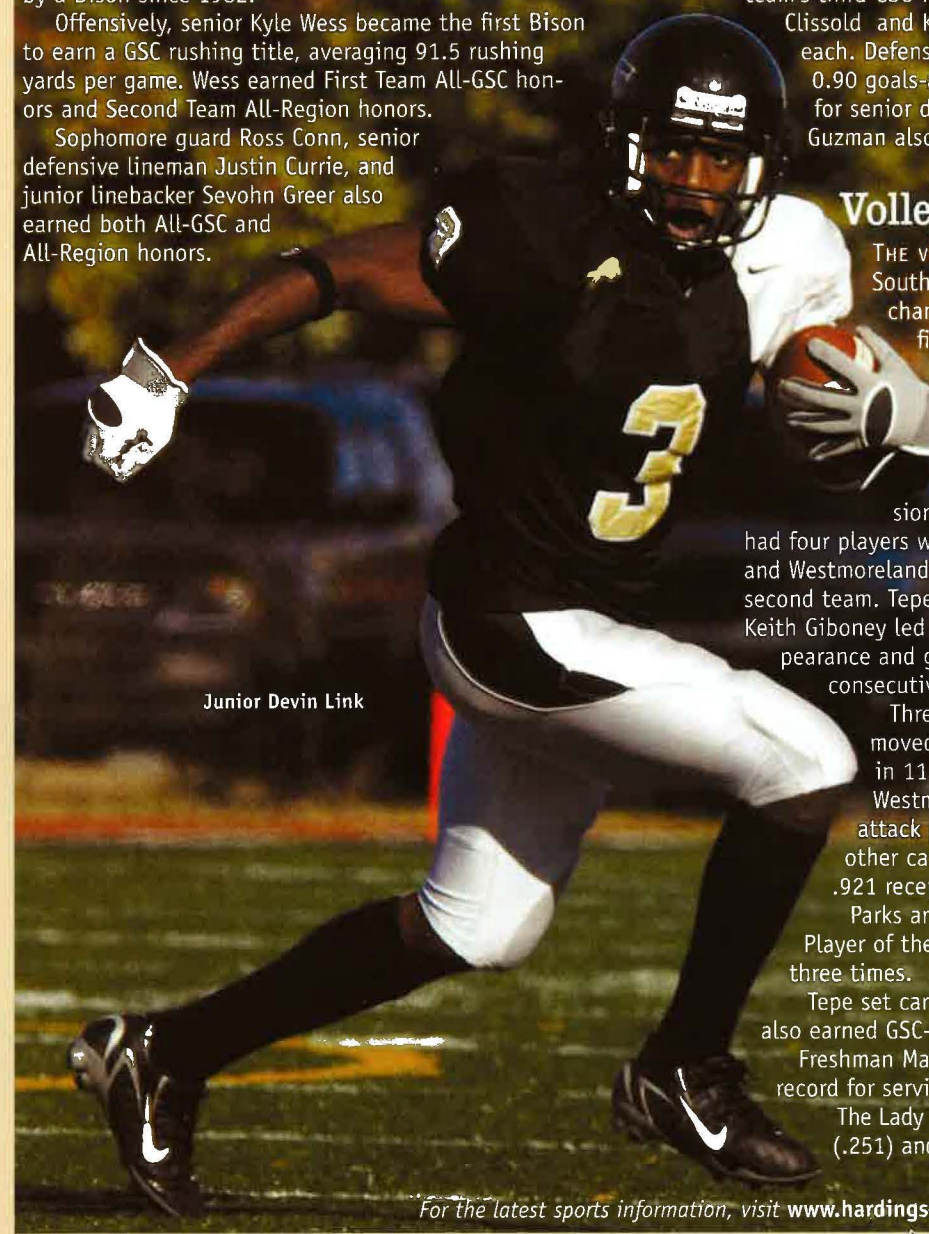 by a Bison since 1982.
Offensively, senior Kyle Wess became the first Bison
to earn a GSC rushing title, averaging 91.5 rushing
yards per game. Wess earned First Team All-GSC hon-
ors and Second Team All-Region honors.
Sophomore guard Ross Conn, senior
defensive lineman Justin Currie, and
junior linebacker Sevohn Greer also
earned both All-GSC and
All-Region honors.
3
Junior Devin Link
Clissold and K
each. Defens
0.90 goals-
for senior d
Guzman also
Volle
THE V
South
char
fi
sion
had four players w
and Westmoreland
second team. Tepe
Keith Giboney led
pearance and g
consecutiv
Thre
moved
in 11
Westm
attack
other ca
.921 rece
Parks an
Player of the
three times.
Tepe set car
also earned GSC-
Freshman Ma
record for servi
The Lady
(.251) and
For the latest sports information, visit www.hardings